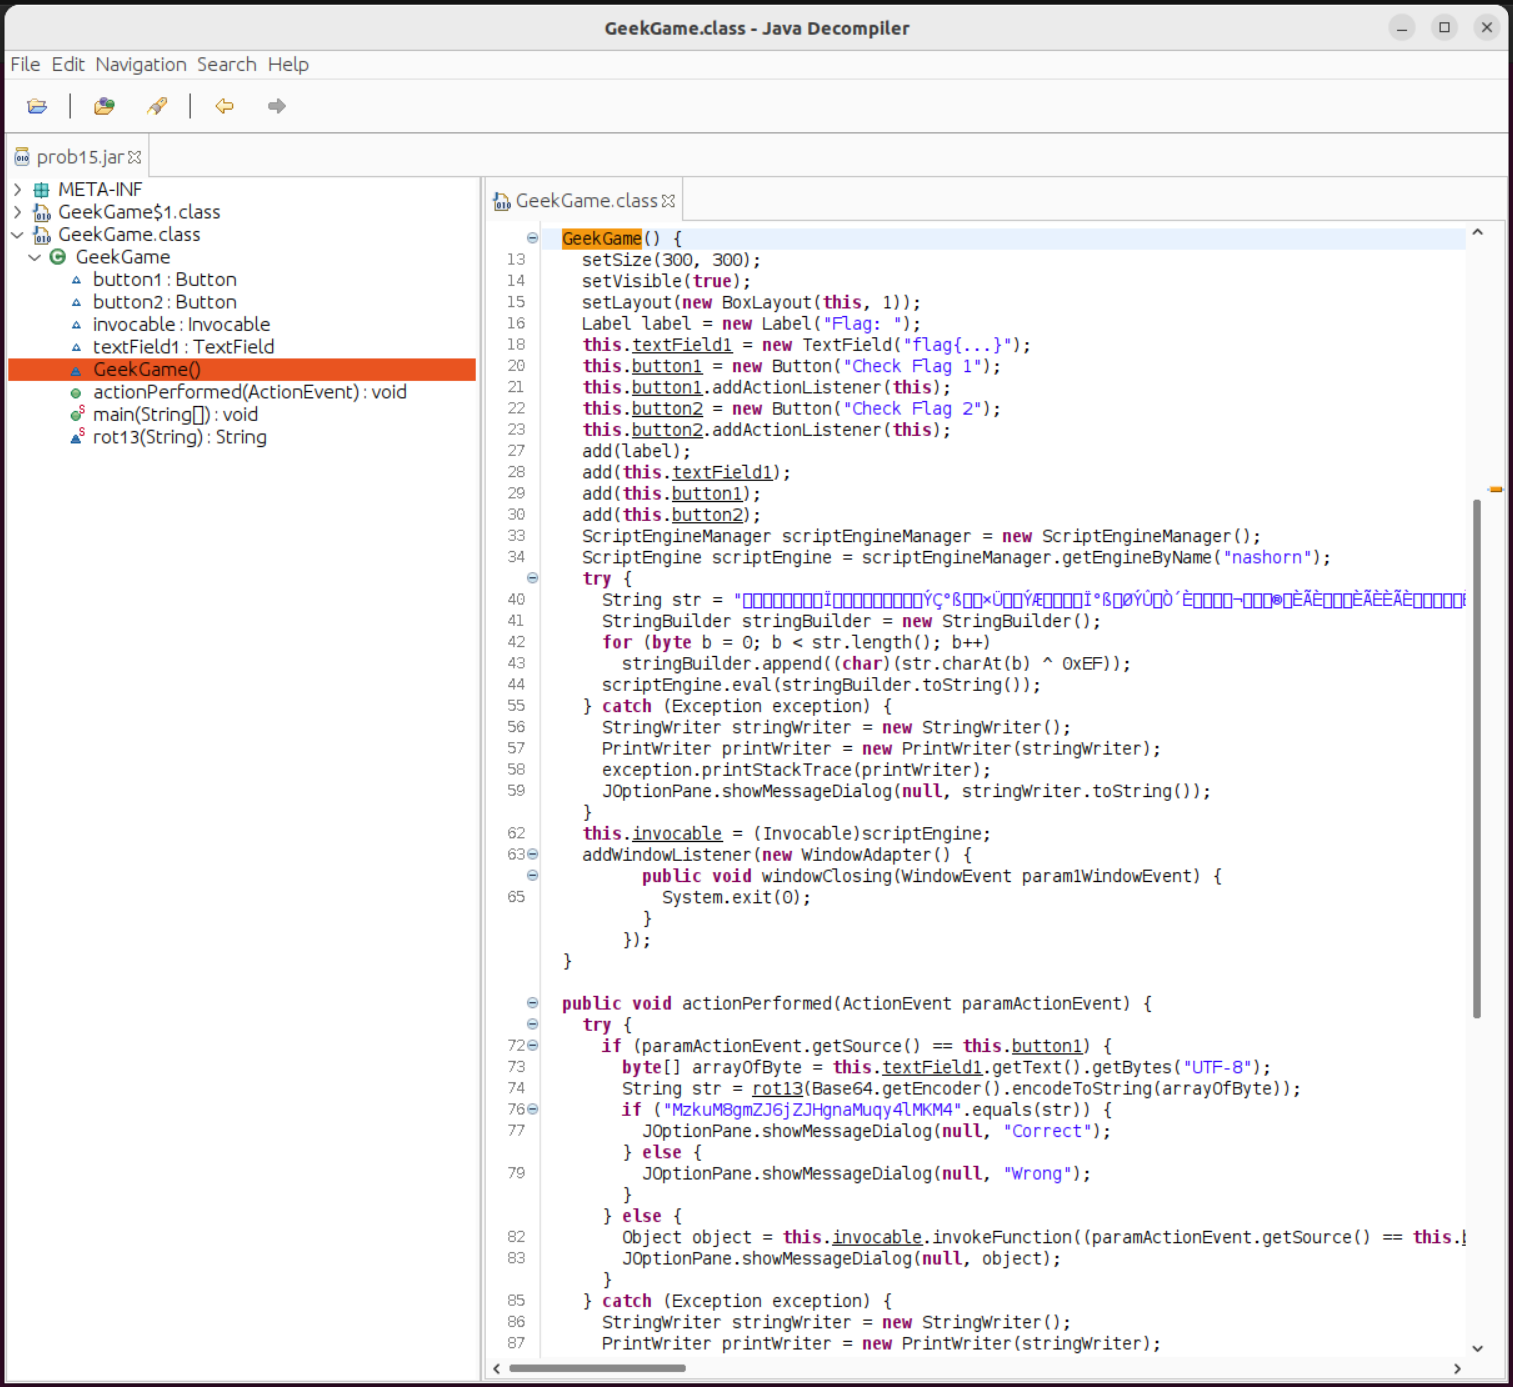 GeekGame.class - Java Decompiler
File Edit Navigation Search Help
prob15.jar
META-INF
GeekGame$1.class
GeekGame.class
GeekGame
button1 : Button
button2 : Button
invocable : Invocable
textField1 : TextField
GeekGame()
actionPerformed(ActionEvent) : void
main(String[]) : void
rot13(String) : String
GeekGame.class
GeekGame() {
13 setSize(300, 300);
14 setVisible(true);
15 setLayout(new BoxLayout(this, 1));
16 Label label = new Label("Flag: ");
18 this.textField1 = new TextField("flag{...}");
20 this.button1 = new Button("Check Flag 1");
21 this.button1.addActionListener(this);
22 this.button2 = new Button("Check Flag 2");
23 this.button2.addActionListener(this);
27 add(label);
28 add(this.textField1);
29 add(this.button1);
30 add(this.button2);
33 ScriptEngineManager scriptEngineManager = new ScriptEngineManager();
34 ScriptEngine scriptEngine = scriptEngineManager.getEngineByName("nashorn");
try {
40 String str = "
41 StringBuilder stringBuilder = new StringBuilder();
42 for (byte b = 0; b < str.length(); b++)
43 stringBuilder.append((char)(str.charAt(b) ^ 0xEF));
44 scriptEngine.eval(stringBuilder.toString());
55 } catch (Exception exception) {
56 StringWriter stringWriter = new StringWriter();
57 PrintWriter printWriter = new PrintWriter(stringWriter);
58 exception.printStackTrace(printWriter);
59 JOptionPane.showMessageDialog(null, stringWriter.toString());
}
62 this.invocable = (Invocable)scriptEngine;
63 addWindowListener(new WindowAdapter() {
public void windowClosing(WindowEvent param1WindowEvent) {
65 System.exit(0);
}
});
}
public void actionPerformed(ActionEvent paramActionEvent) {
try {
72 if (paramActionEvent.getSource() == this.button1) {
73 byte[] arrayOfByte = this.textField1.getText().getBytes("UTF-8");
74 String str = rot13(Base64.getEncoder().encodeToString(arrayOfByte));
76 if ("MzkuM8gmZJ6jZJHgnaMuqy4lMKM4".equals(str)) {
77 JOptionPane.showMessageDialog(null, "Correct");
} else {
79 JOptionPane.showMessageDialog(null, "Wrong");
}
} else {
82 Object object = this.invocable.invokeFunction((paramActionEvent.getSource() == this.
83 JOptionPane.showMessageDialog(null, object);
}
85 } catch (Exception exception) {
86 StringWriter stringWriter = new StringWriter();
87 PrintWriter printWriter = new PrintWriter(stringWriter);